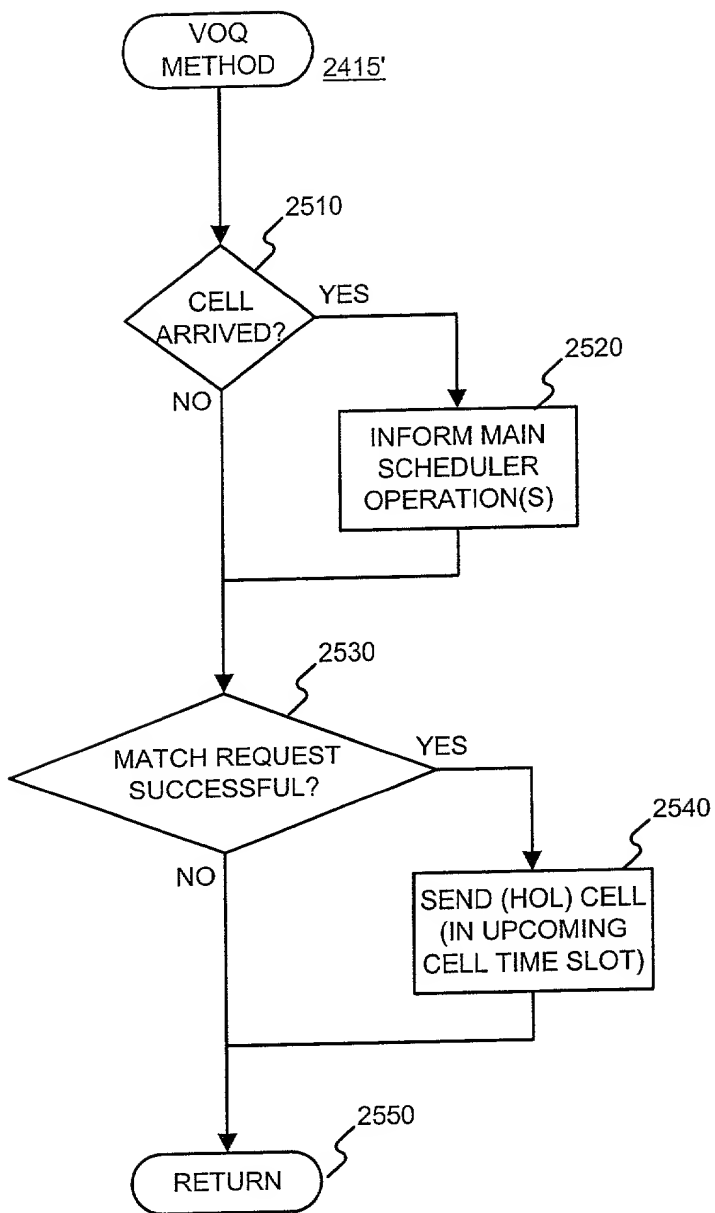 VOQ
METHOD
2415'
2510
CELL
ARRIVED?
YES
NO
2520
INFORM MAIN
SCHEDULER
OPERATION(S)
2530
MATCH REQUEST
SUCCESSFUL?
YES
NO
2540
SEND (HOL) CELL
(IN UPCOMING
CELL TIME SLOT)
2550
RETURN